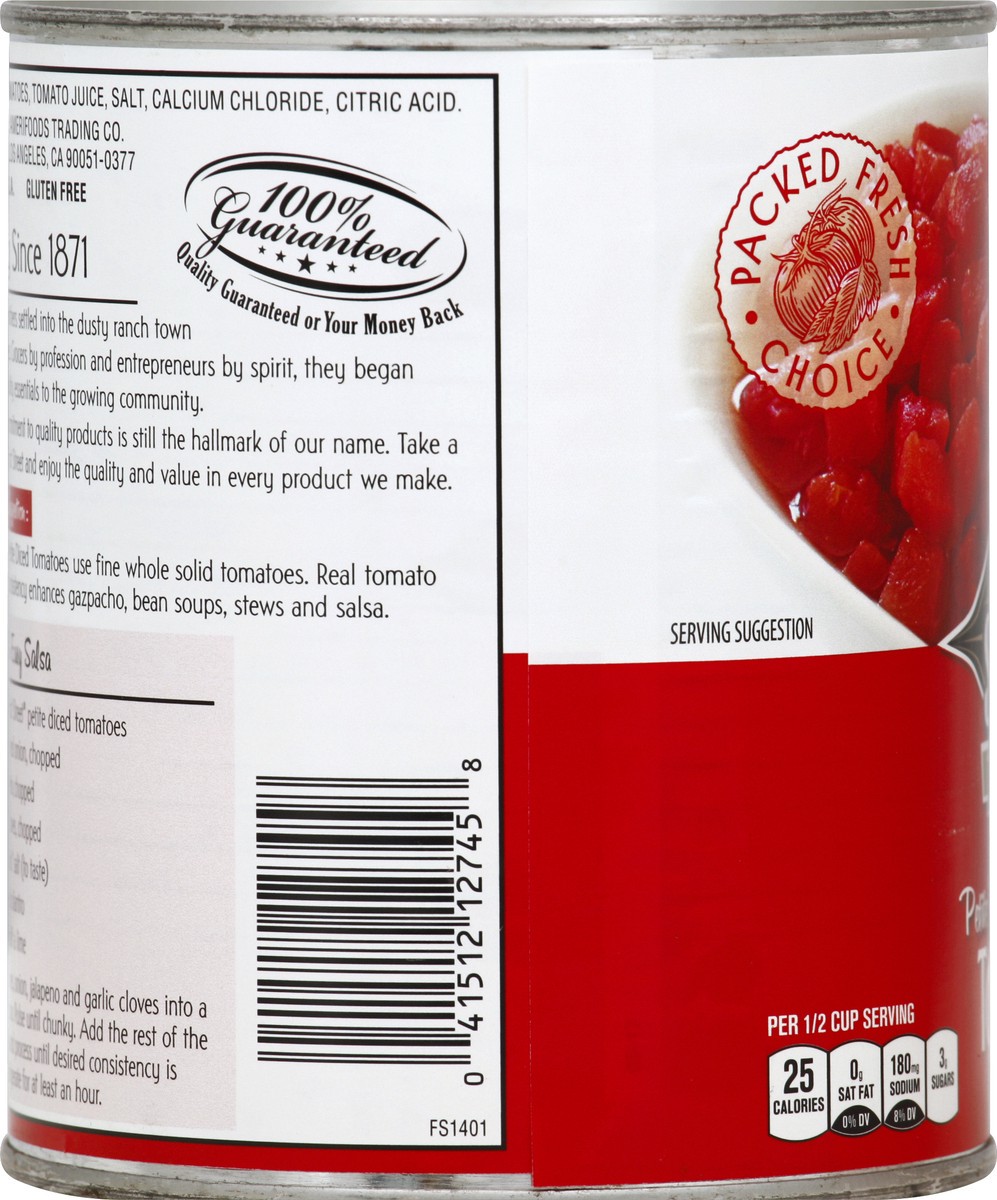 TOMATO JUICE, SALT, CALCIUM CHLORIDE, CITRIC ACID.
TRADING CO.
ANGELES, CA 90051-0377
GLUTEN FREE
100%
Guaranteed
Quality Guaranteed or Your Money Back
Since 1871
settled into the dusty ranch town
by profession and entrepreneurs by spirit, they began
essentials to the growing community.
to quality products is still the hallmark of our name. Take a
and enjoy the quality and value in every product we make.
Diced Tomatoes use fine whole solid tomatoes. Real tomato
enhances gazpacho, bean soups, stews and salsa.
Salsa
petite diced tomatoes
onion, chopped
chopped
chopped
salt (to taste)
lime
onion, jalapeno and garlic cloves into a
until chunky. Add the rest of the
process until desired consistency is
for at least an hour.
0 41512 12745 8
FS1401
PACKED FRESH
• CHOICE •
SERVING SUGGESTION
PER 1/2 CUP SERVING
25 CALORIES
0g SAT FAT 0% DV
180mg SODIUM 8% DV
3g SUGARS